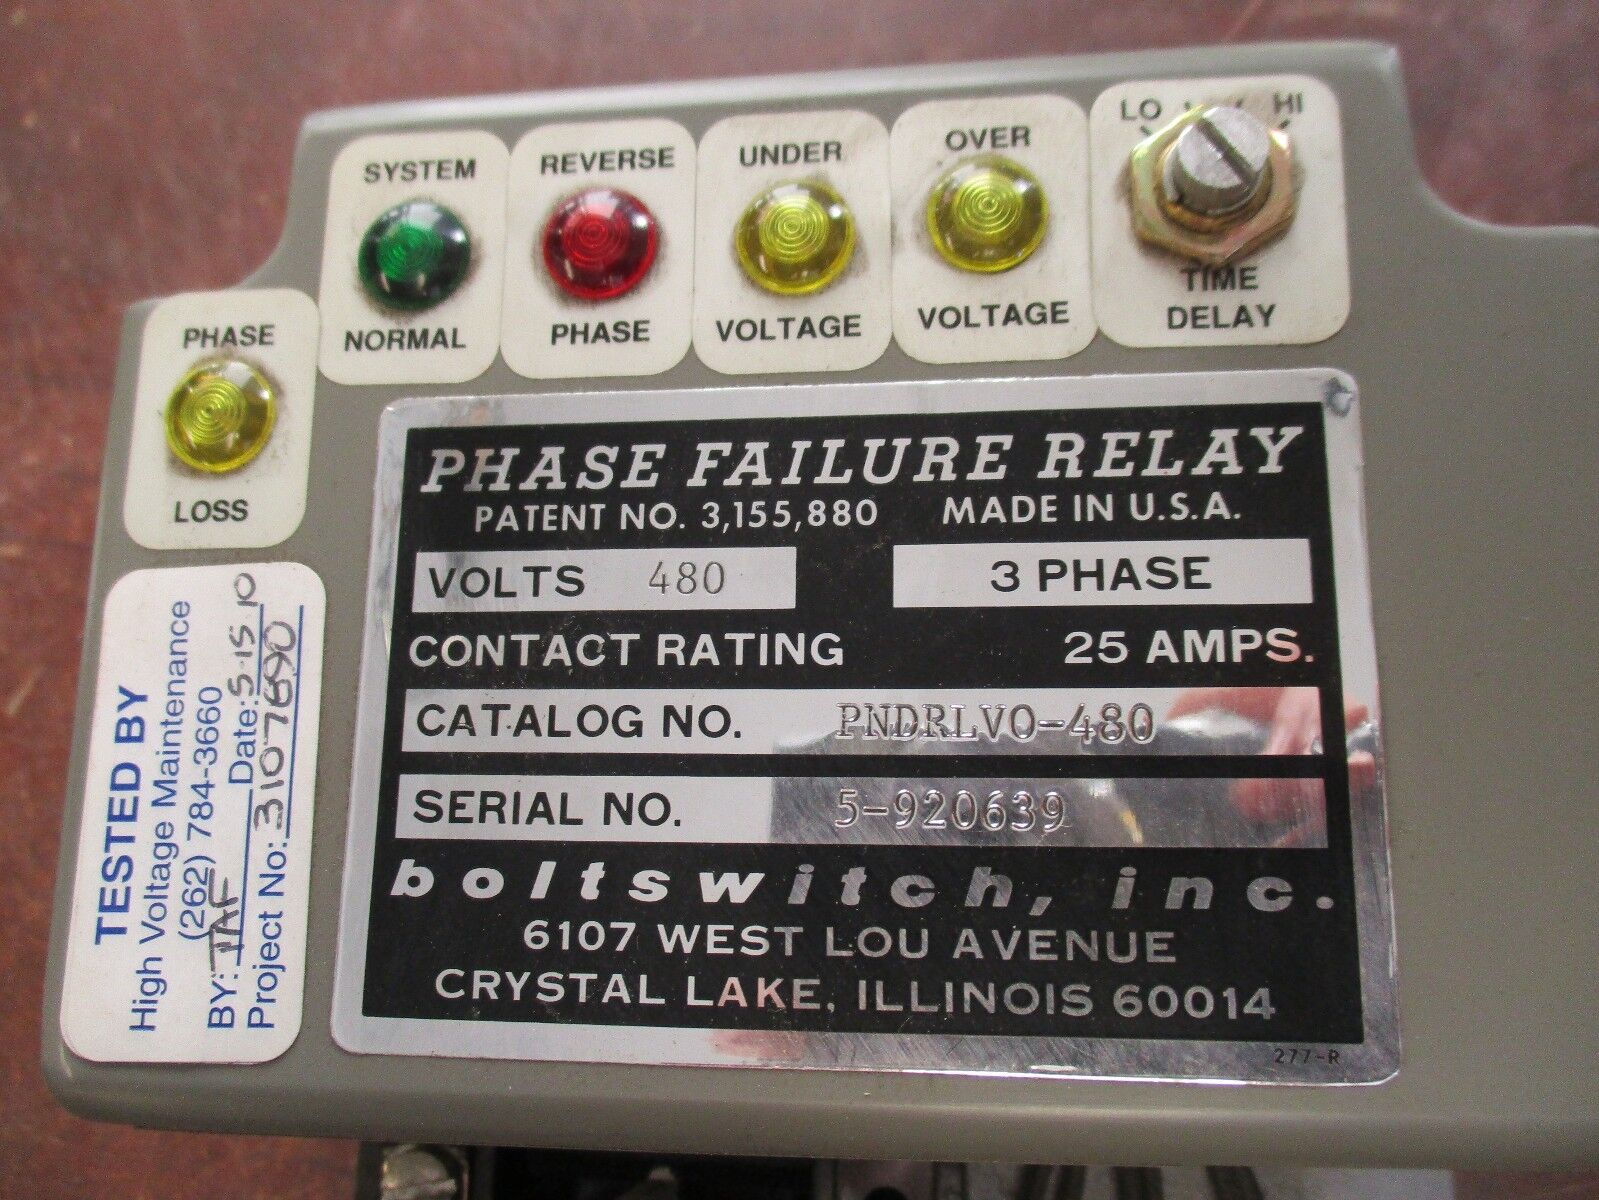 SYSTEM
NORMAL
REVERSE
PHASE
UNDER
VOLTAGE
OVER
VOLTAGE
LO HI
TIME
DELAY
PHASE
LOSS
PHASE FAILURE RELAY
PATENT NO. 3,155,880 MADE IN U.S.A.
VOLTS 480 3 PHASE
CONTACT RATING 25 AMPS.
CATALOG NO. PNDRLVO-480
SERIAL NO. 5-920639
boltswitch, inc.
6107 WEST LOU AVENUE
CRYSTAL LAKE, ILLINOIS 60014
277-R
TESTED BY
High Voltage Maintenance
(262) 784-3660
BY: Date: 5.15.10
Project No: